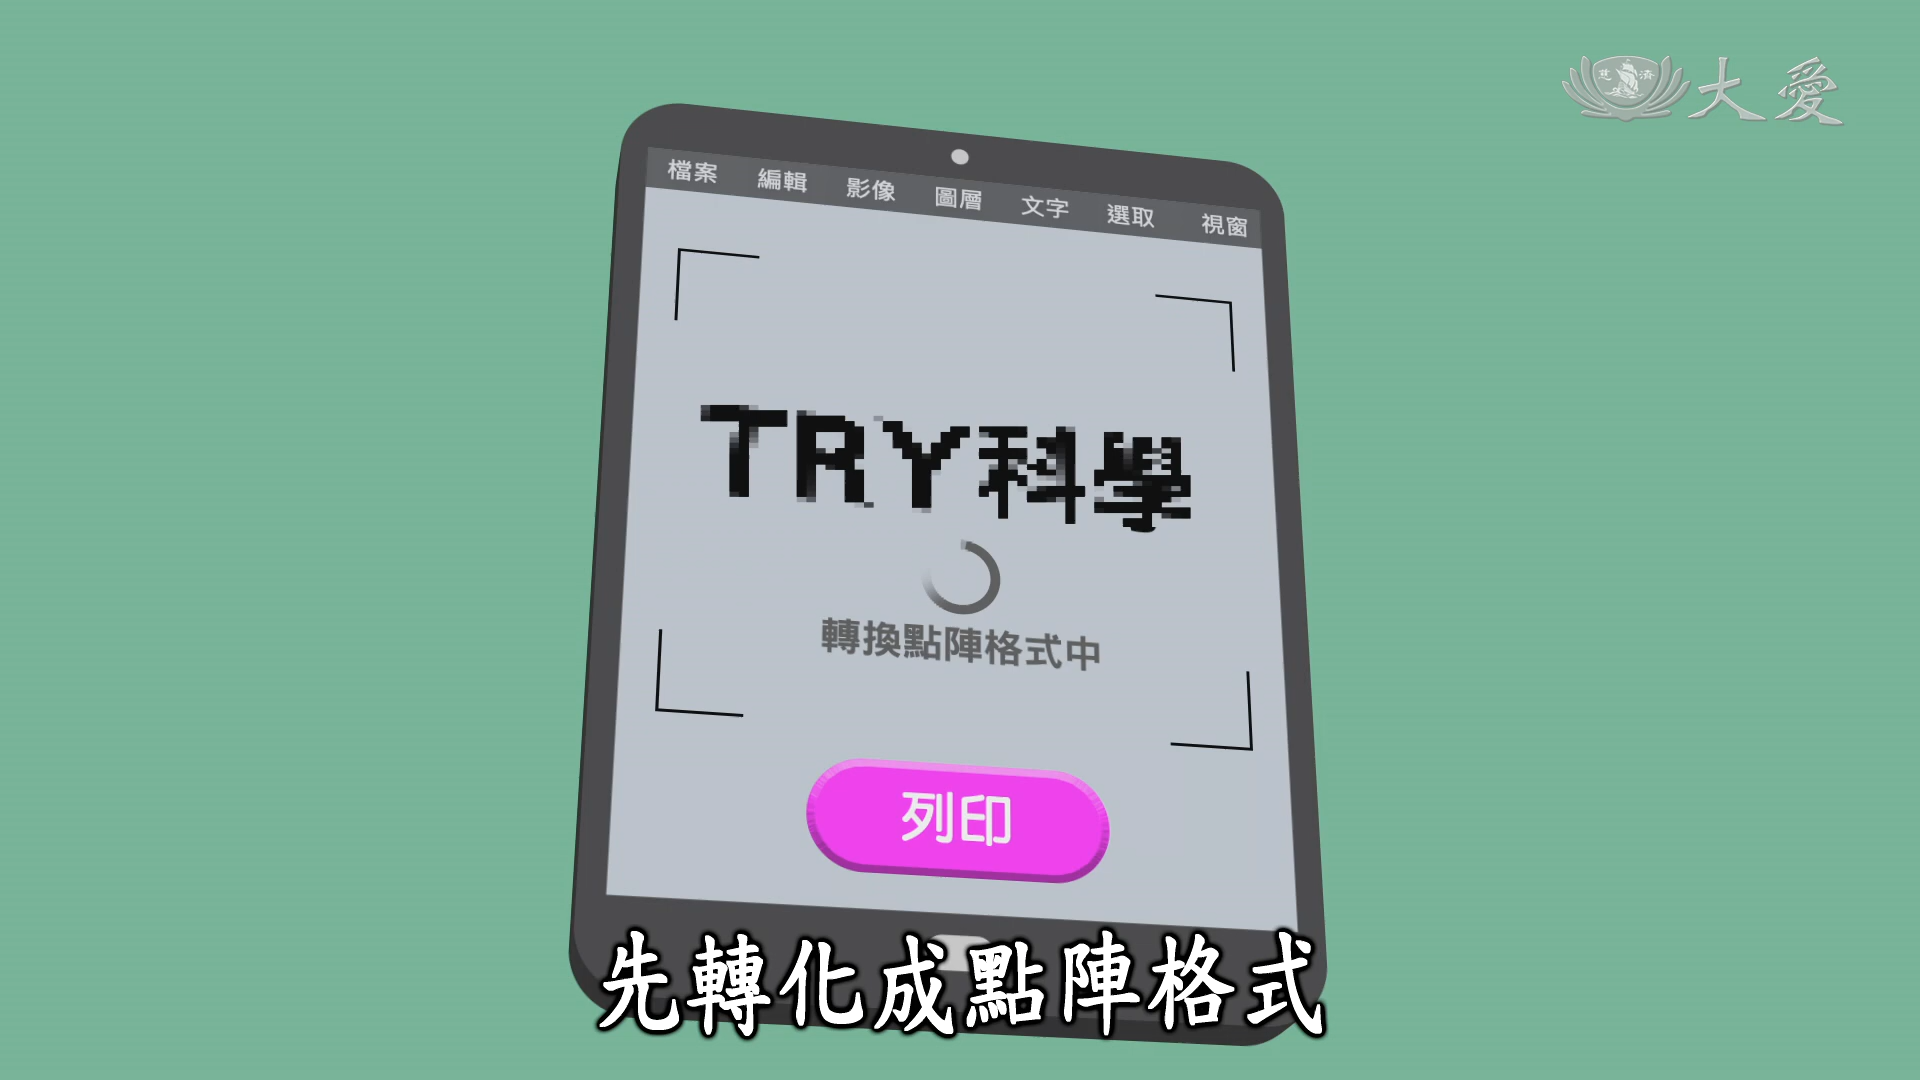 慈濟 大愛
檔案 編輯 影像 圖層 文字 選取 視窗
TRY科學
轉換點陣格式中
列印
先轉化成點陣格式